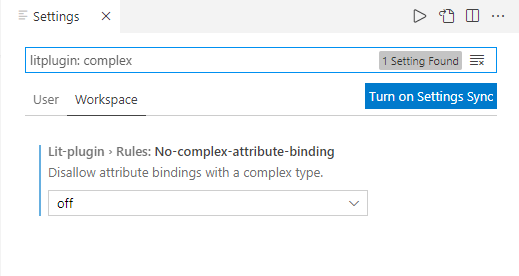 Settings
litplugin: complex
1 Setting Found
User
Workspace
Turn on Settings Sync
Lit-plugin › Rules: No-complex-attribute-binding
Disallow attribute bindings with a complex type.
off